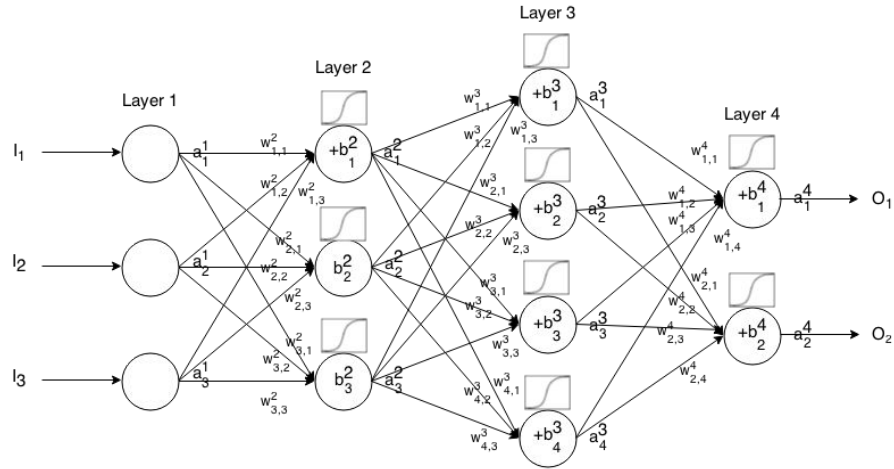 Layer 3
Layer 2
Layer 1
Layer 4
I₁
I₂
I₃
a¹₁
a¹₂
a¹₃
w²₁,₁
w²₁,₂
w²₁,₃
w²₂,₁
w²₂,₂
w²₂,₃
w²₃,₁
w²₃,₂
w²₃,₃
+b²₁
b²₂
b²₃
a²₁
a²₂
a²₃
w³₁,₁
w³₁,₂
w³₁,₃
w³₂,₁
w³₂,₂
w³₂,₃
w³₃,₁
w³₃,₂
w³₃,₃
w³₄,₁
w³₄,₂
w³₄,₃
+b³₁
+b³₂
+b³₃
+b³₄
a³₁
a³₂
a³₃
a³₄
w⁴₁,₁
w⁴₁,₂
w⁴₁,₃
w⁴₁,₄
w⁴₂,₁
w⁴₂,₂
w⁴₂,₃
w⁴₂,₄
+b⁴₁
+b⁴₂
a⁴₁
a⁴₂
O₁
O₂